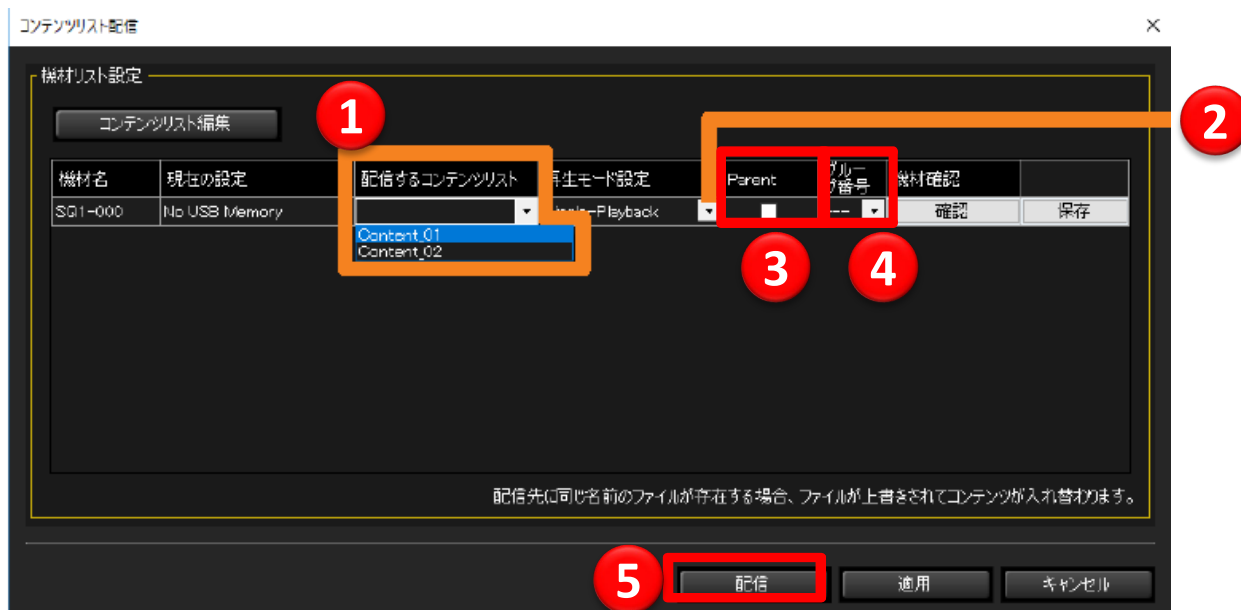 コンテンツリスト配信
機材リスト設定
コンテンツリスト編集
1
2
機材名 現在の設定 配信するコンテンツリスト 再生モード設定 Parent グルー
プ番号 機材確認
SQ1-000 No USB Memory -Playback --- 確認 保存
Content_01
Content_02
3 4
配信先に同じ名前のファイルが存在する場合、ファイルが上書きされてコンテンツが入れ替わります。
5
配信 適用 キャンセル